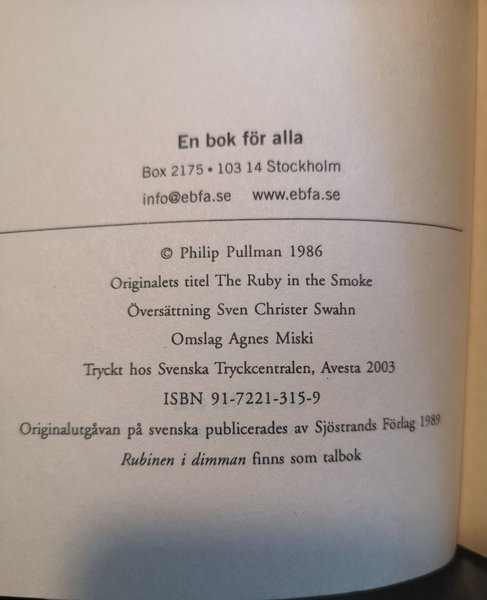 En bok för alla
Box 2175 • 103 14 Stockholm
info@ebfa.se www.ebfa.se
© Philip Pullman 1986
Originalets titel The Ruby in the Smoke
Översättning Sven Christer Swahn
Omslag Agnes Miski
Tryckt hos Svenska Tryckcentralen, Avesta 2003
ISBN 91-7221-315-9
Originalutgåvan på svenska publicerades av Sjöstrands Förlag 1989
Rubinen i dimman finns som talbok